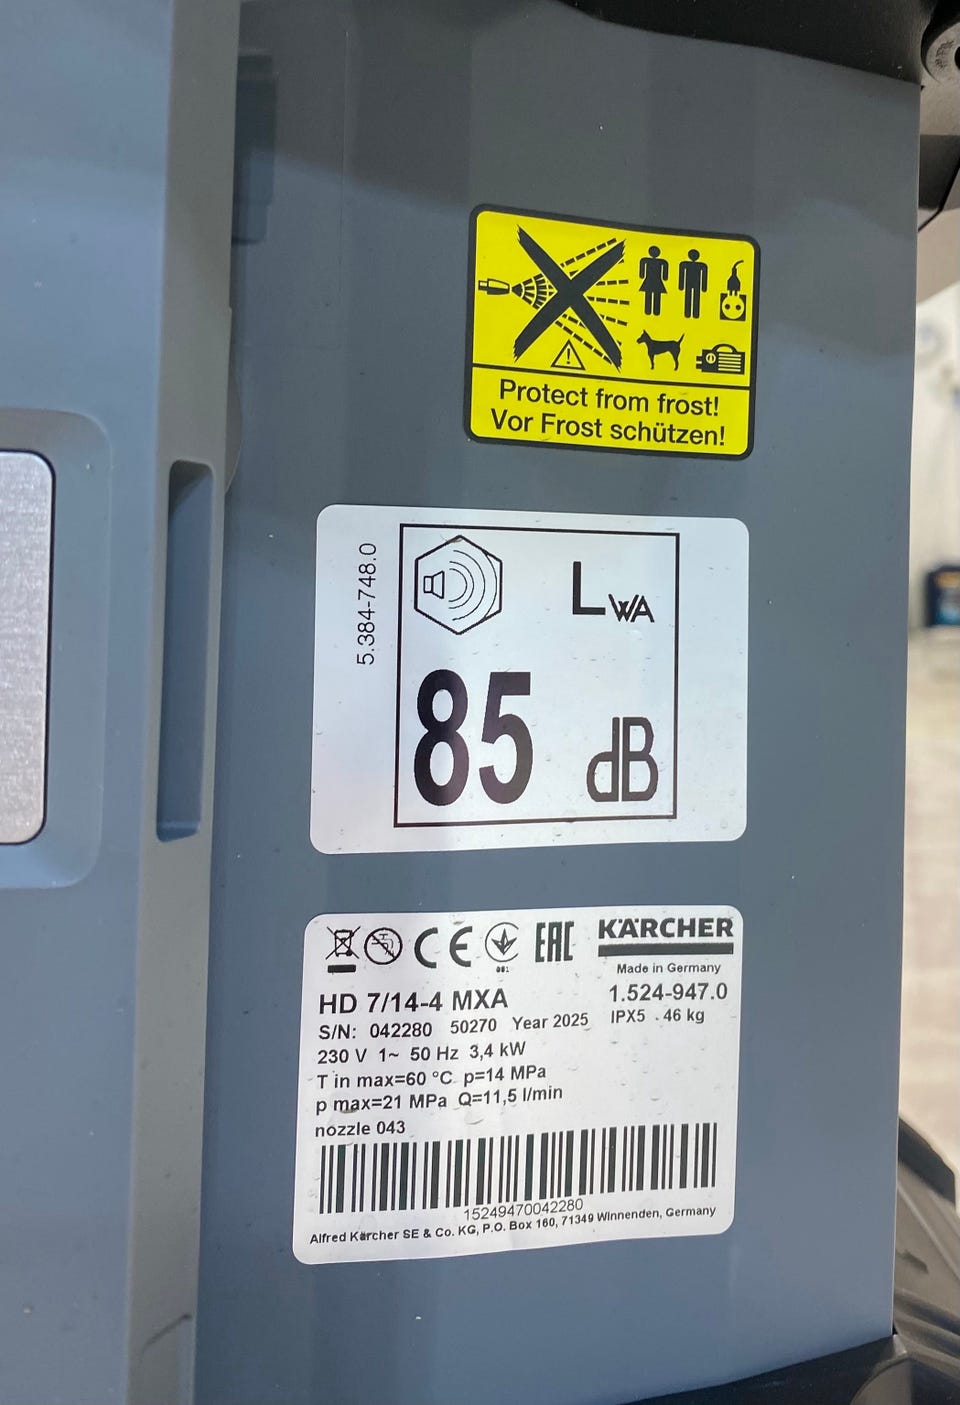 Protect from frost!
Vor Frost schützen!
5.384-748.0
LWA
85 dB
CE
081
EAC
KÄRCHER
Made in Germany
HD 7/14-4 MXA
1.524-947.0
S/N: 042280 50270 Year 2025
IPX5 46 kg
230 V 1~ 50 Hz 3,4 kW
T in max=60 °C p=14 MPa
p max=21 MPa Q=11,5 l/min
nozzle 043
15249470042280
Alfred Kärcher SE & Co. KG, P.O. Box 160, 71349 Winnenden, Germany